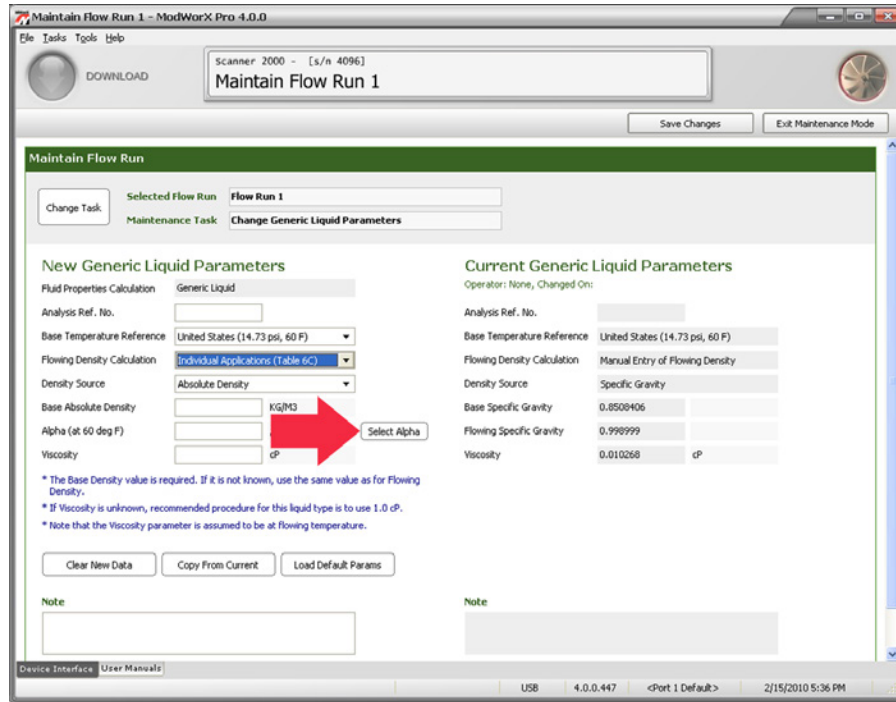 Maintain Flow Run 1 - ModWorX Pro 4.0.0
File Tasks Tools Help
DOWNLOAD
Scanner 2000 - [s/n 4096]
Maintain Flow Run 1
Save Changes
Exit Maintenance Mode
Maintain Flow Run
Change Task
Selected Flow Run Flow Run 1
Maintenance Task Change Generic Liquid Parameters
New Generic Liquid Parameters
Fluid Properties Calculation Generic Liquid
Analysis Ref. No.
Base Temperature Reference United States (14.73 psi, 60 F)
Flowing Density Calculation Individual Applications (Table 6C)
Density Source Absolute Density
Base Absolute Density KG/M3
Alpha (at 60 deg F) Select Alpha
Viscosity cP
* The Base Density value is required. If it is not known, use the same value as for Flowing
Density.
* If Viscosity is unknown, recommended procedure for this liquid type is to use 1.0 cP.
* Note that the Viscosity parameter is assumed to be at flowing temperature.
Clear New Data
Copy From Current
Load Default Params
Note
Current Generic Liquid Parameters
Operator: None, Changed On:
Analysis Ref. No.
Base Temperature Reference United States (14.73 psi, 60 F)
Flowing Density Calculation Manual Entry of Flowing Density
Density Source Specific Gravity
Base Specific Gravity 0.8508406
Flowing Specific Gravity 0.998999
Viscosity 0.010268 cP
Note
Device Interface User Manuals
USB 4.0.0.447 <Port 1 Default> 2/15/2010 5:36 PM